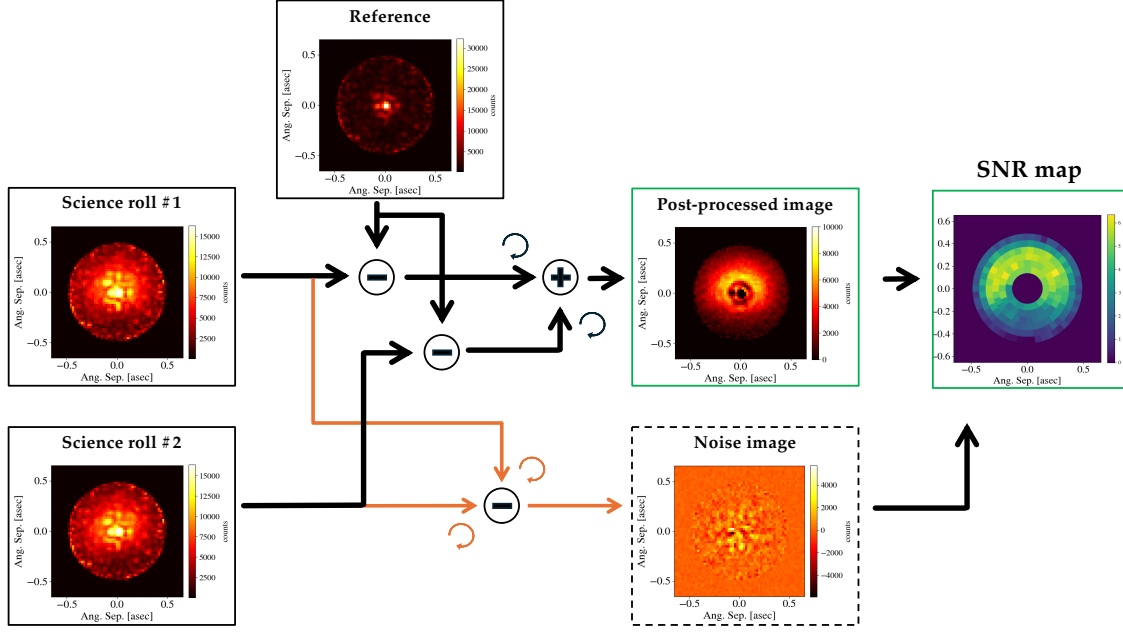 Reference
0.5
0.0
−0.5
Ang. Sep. [asec]
−0.5 0.0 0.5
Ang. Sep. [asec]
30000
25000
20000
15000
10000
5000
counts
Science roll #1
0.5
0.0
−0.5
Ang. Sep. [asec]
−0.5 0.0 0.5
Ang. Sep. [asec]
15000
12500
10000
7500
5000
2500
counts
Post-processed image
0.5
0.0
−0.5
Ang. Sep. [asec]
−0.5 0.0 0.5
Ang. Sep. [asec]
10000
8000
6000
4000
2000
0
counts
SNR map
0.6
0.4
0.2
0.0
−0.2
−0.4
−0.6
−0.5 0.0 0.5
Ang. Sep. [asec]
6
5
4
3
2
1
0
Science roll #2
0.5
0.0
−0.5
Ang. Sep. [asec]
−0.5 0.0 0.5
Ang. Sep. [asec]
15000
12500
10000
7500
5000
2500
counts
Noise image
0.5
0.0
−0.5
Ang. Sep. [asec]
−0.5 0.0 0.5
Ang. Sep. [asec]
4000
2000
0
−2000
−4000
counts